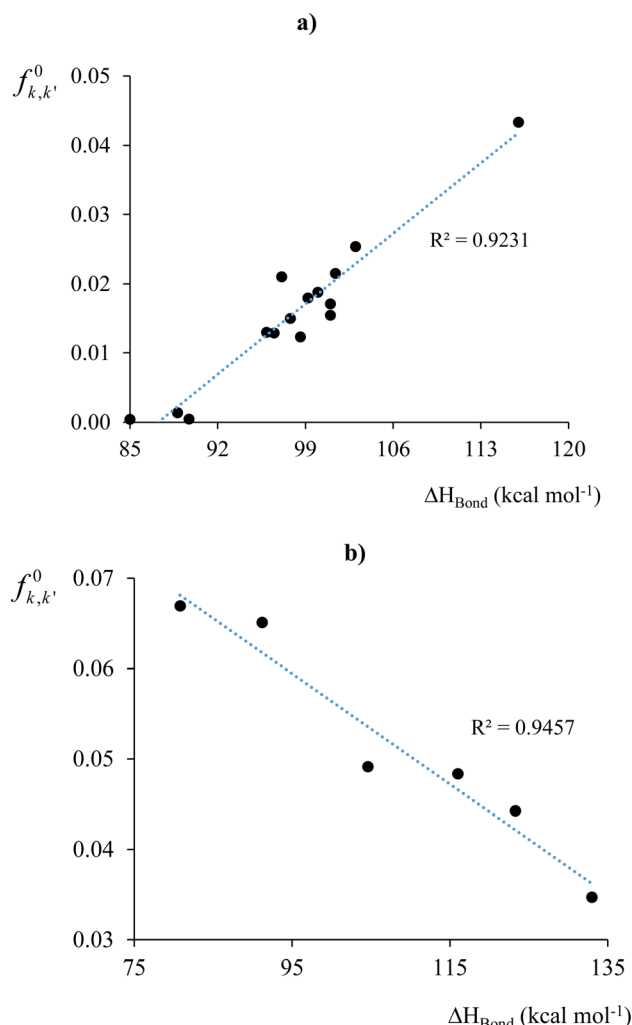 a)
f⁰k,k'
0.05
0.04
0.03
R² = 0.9231
0.02
0.01
0.00
85 92 99 106 113 120
ΔHBond (kcal mol-1)
b)
f⁰k,k'
0.07
0.06
R² = 0.9457
0.05
0.04
0.03
75 95 115 135
ΔHBond (kcal mol-1)